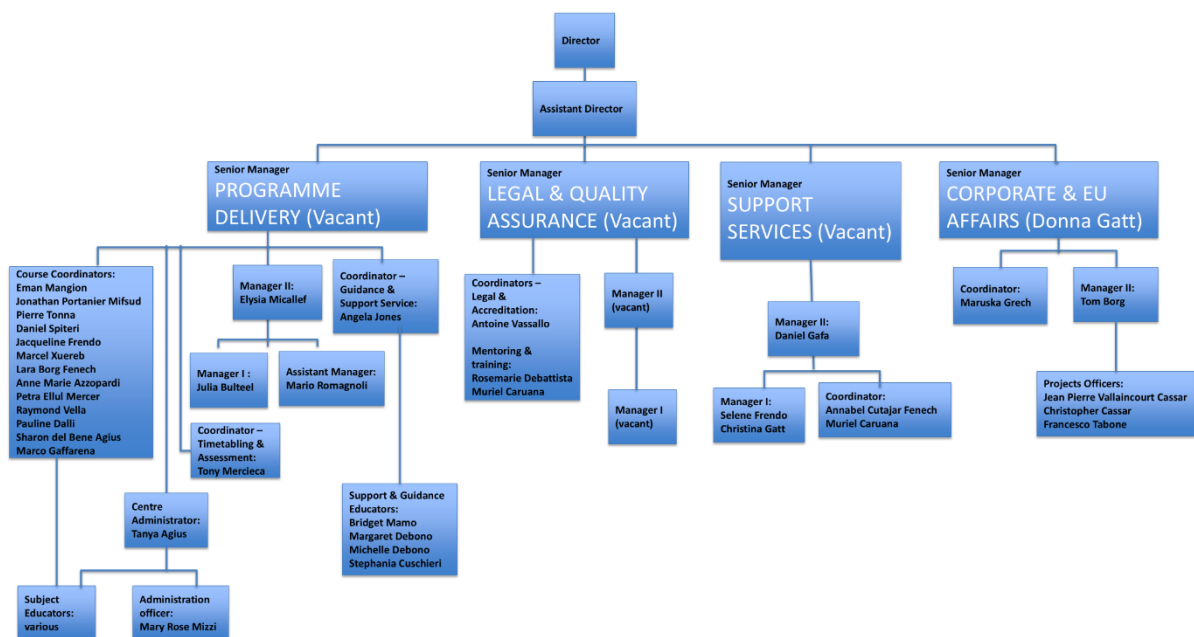 Director
Assistant Director
Senior Manager
PROGRAMME
DELIVERY (Vacant)
Senior Manager
LEGAL & QUALITY
ASSURANCE (Vacant)
Senior Manager
SUPPORT
SERVICES (Vacant)
Senior Manager
CORPORATE & EU
AFFAIRS (Donna Gatt)
Course Coordinators:
Eman Mangion
Jonathan Portanier Mifsud
Pierre Tonna
Daniel Spiteri
Jacqueline Frendo
Marcel Xuereb
Lara Borg Fenech
Anne Marie Azzopardi
Petra Ellul Mercer
Raymond Vella
Pauline Dalli
Sharon del Bene Agius
Marco Gaffarena
Manager II:
Elysia Micallef
Coordinator –
Guidance &
Support Service:
Angela Jones
Manager I :
Julia Bulteel
Assistant Manager:
Mario Romagnoli
Coordinator –
Timetabling &
Assessment:
Tony Mercieca
Centre
Administrator:
Tanya Agius
Subject
Educators:
various
Administration
officer:
Mary Rose Mizzi
Support & Guidance
Educators:
Bridget Mamo
Margaret Debono
Michelle Debono
Stephania Cuschieri
Coordinators –
Legal &
Accreditation:
Antoine Vassallo
Mentoring &
training:
Rosemarie Debattista
Muriel Caruana
Manager II
(vacant)
Manager I
(vacant)
Manager II:
Daniel Gafa
Manager I:
Selene Frendo
Christina Gatt
Coordinator:
Annabel Cutajar Fenech
Muriel Caruana
Coordinator:
Maruska Grech
Manager II:
Tom Borg
Projects Officers:
Jean Pierre Vallaincourt Cassar
Christopher Cassar
Francesco Tabone